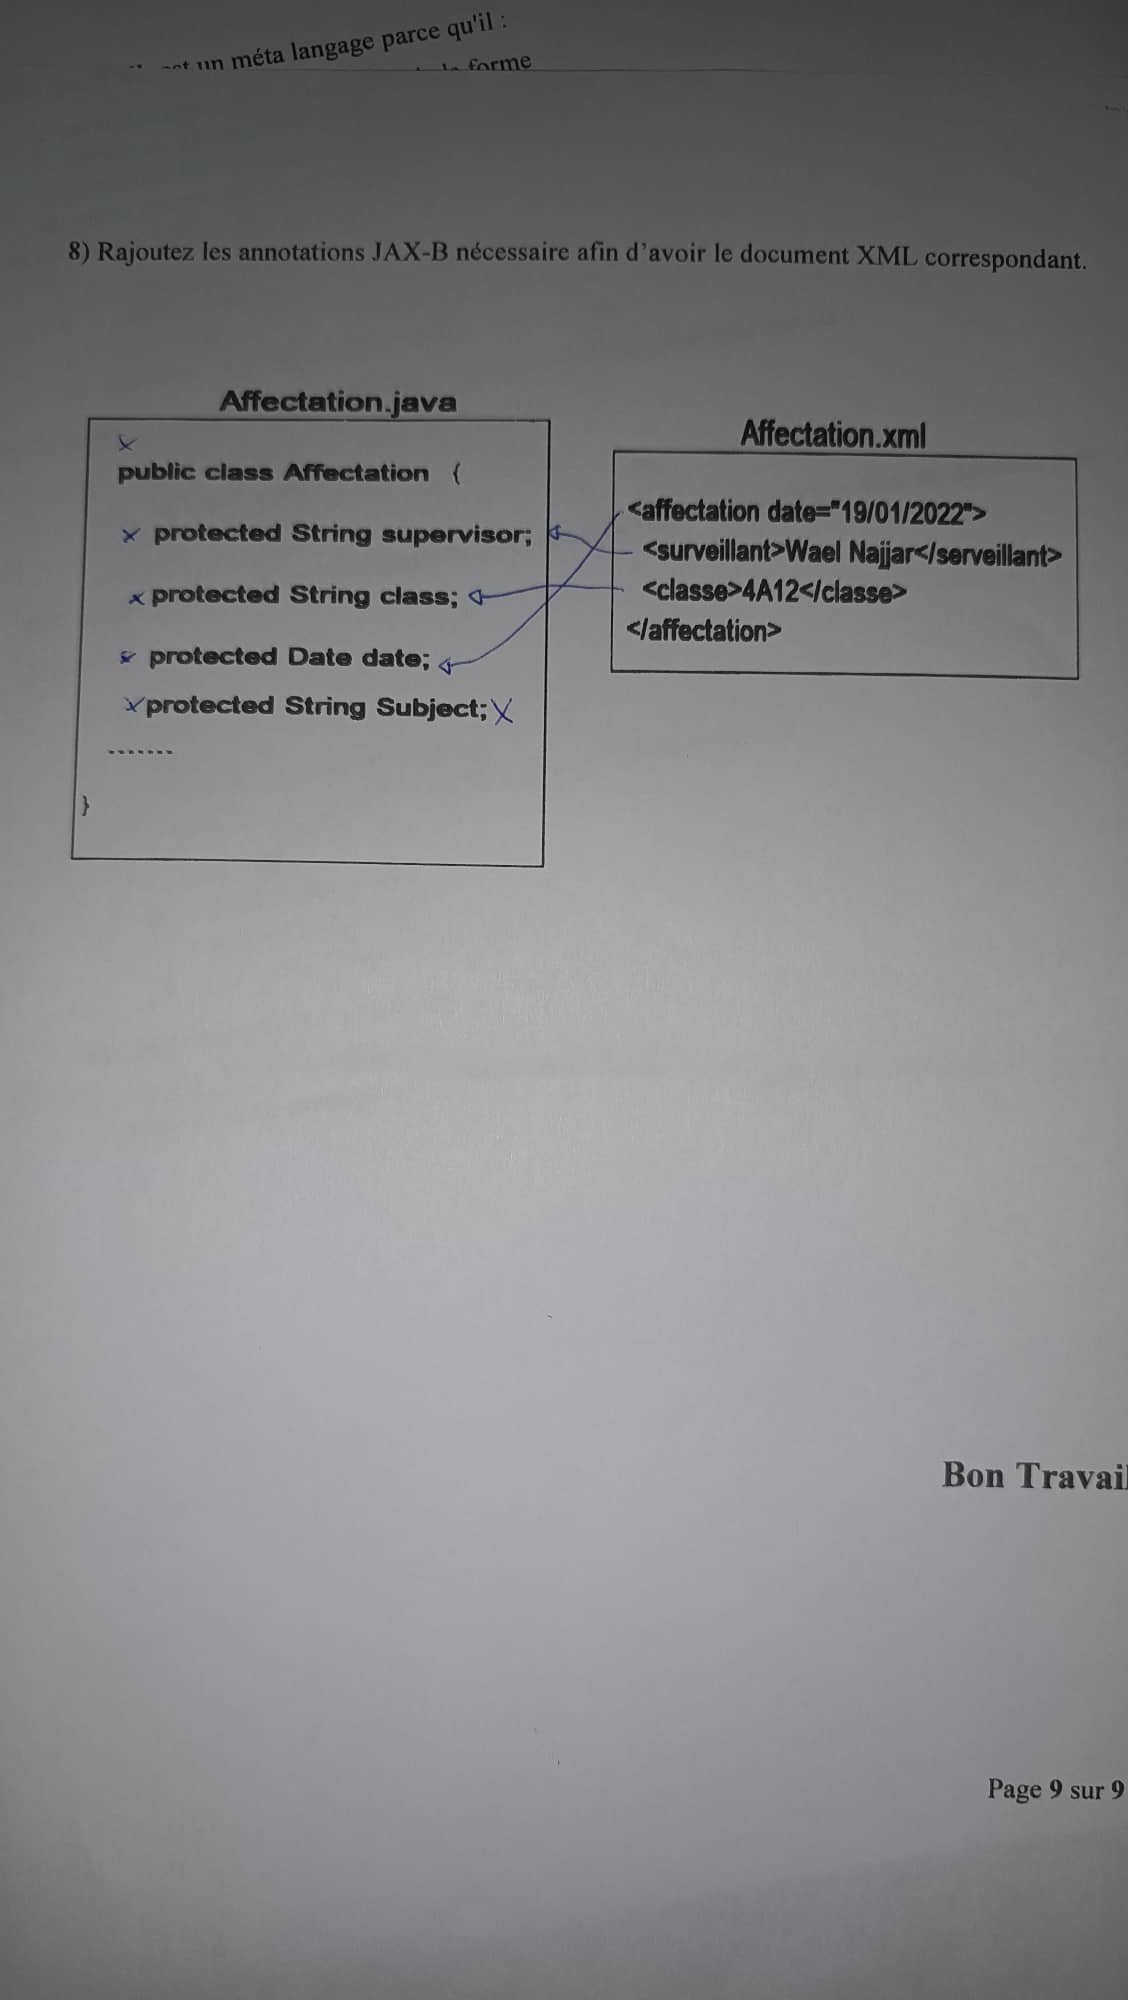 un méta langage parce qu'il :
forme
8) Rajoutez les annotations JAX-B nécessaire afin d'avoir le document XML correspondant.
Affectation.java
public class Affectation {
protected String supervisor;
protected String class;
protected Date date;
protected String Subject;
.......
}
Affectation.xml
<affectation date="19/01/2022">
<surveillant>Wael Najjar</serveillant>
<classe>4A12</classe>
</affectation>
Bon Travail
Page 9 sur 9